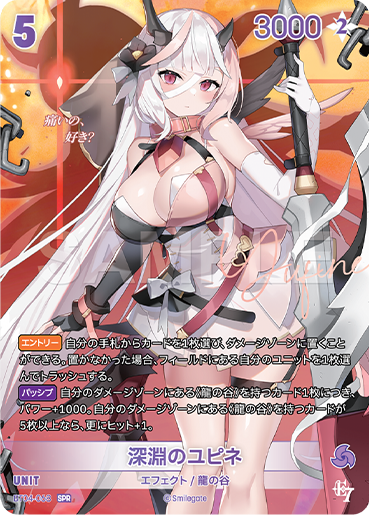 5
3000
2
痛いの、
好き?
SAMPLE
エントリー 自分の手札からカードを1枚選び、ダメージゾーンに置くこと
ができる。置かなかった場合、フィールドにある自分のユニットを1枚選
んでトラッシュする。
パッシブ 自分のダメージゾーンにある《龍の谷》を持つカード1枚につき、
パワー+1000。自分のダメージゾーンにある《龍の谷》を持つカードが
5枚以上なら、更にヒット+1。
深淵のユピネ
UNIT
エフェクト / 龍の谷
SPR
©Smilegate